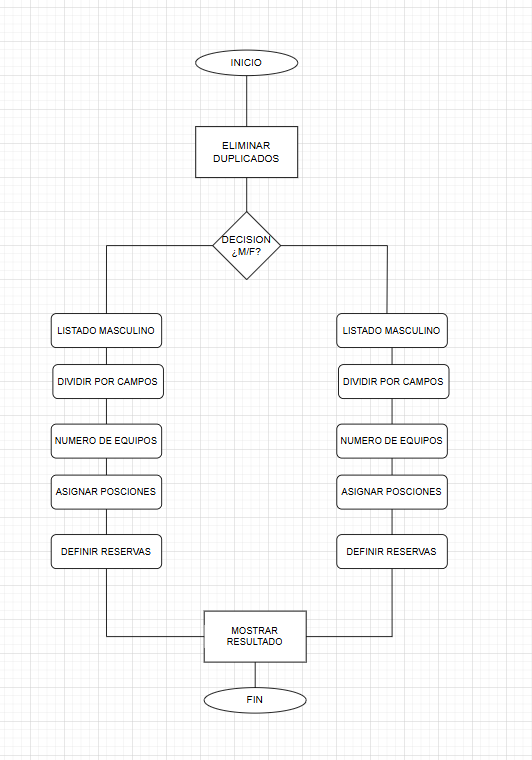 INICIO
ELIMINAR
DUPLICADOS
DECISION
¿M/F?
LISTADO MASCULINO
LISTADO MASCULINO
DIVIDIR POR CAMPOS
DIVIDIR POR CAMPOS
NUMERO DE EQUIPOS
NUMERO DE EQUIPOS
ASIGNAR POSCIONES
ASIGNAR POSCIONES
DEFINIR RESERVAS
DEFINIR RESERVAS
MOSTRAR
RESULTADO
FIN